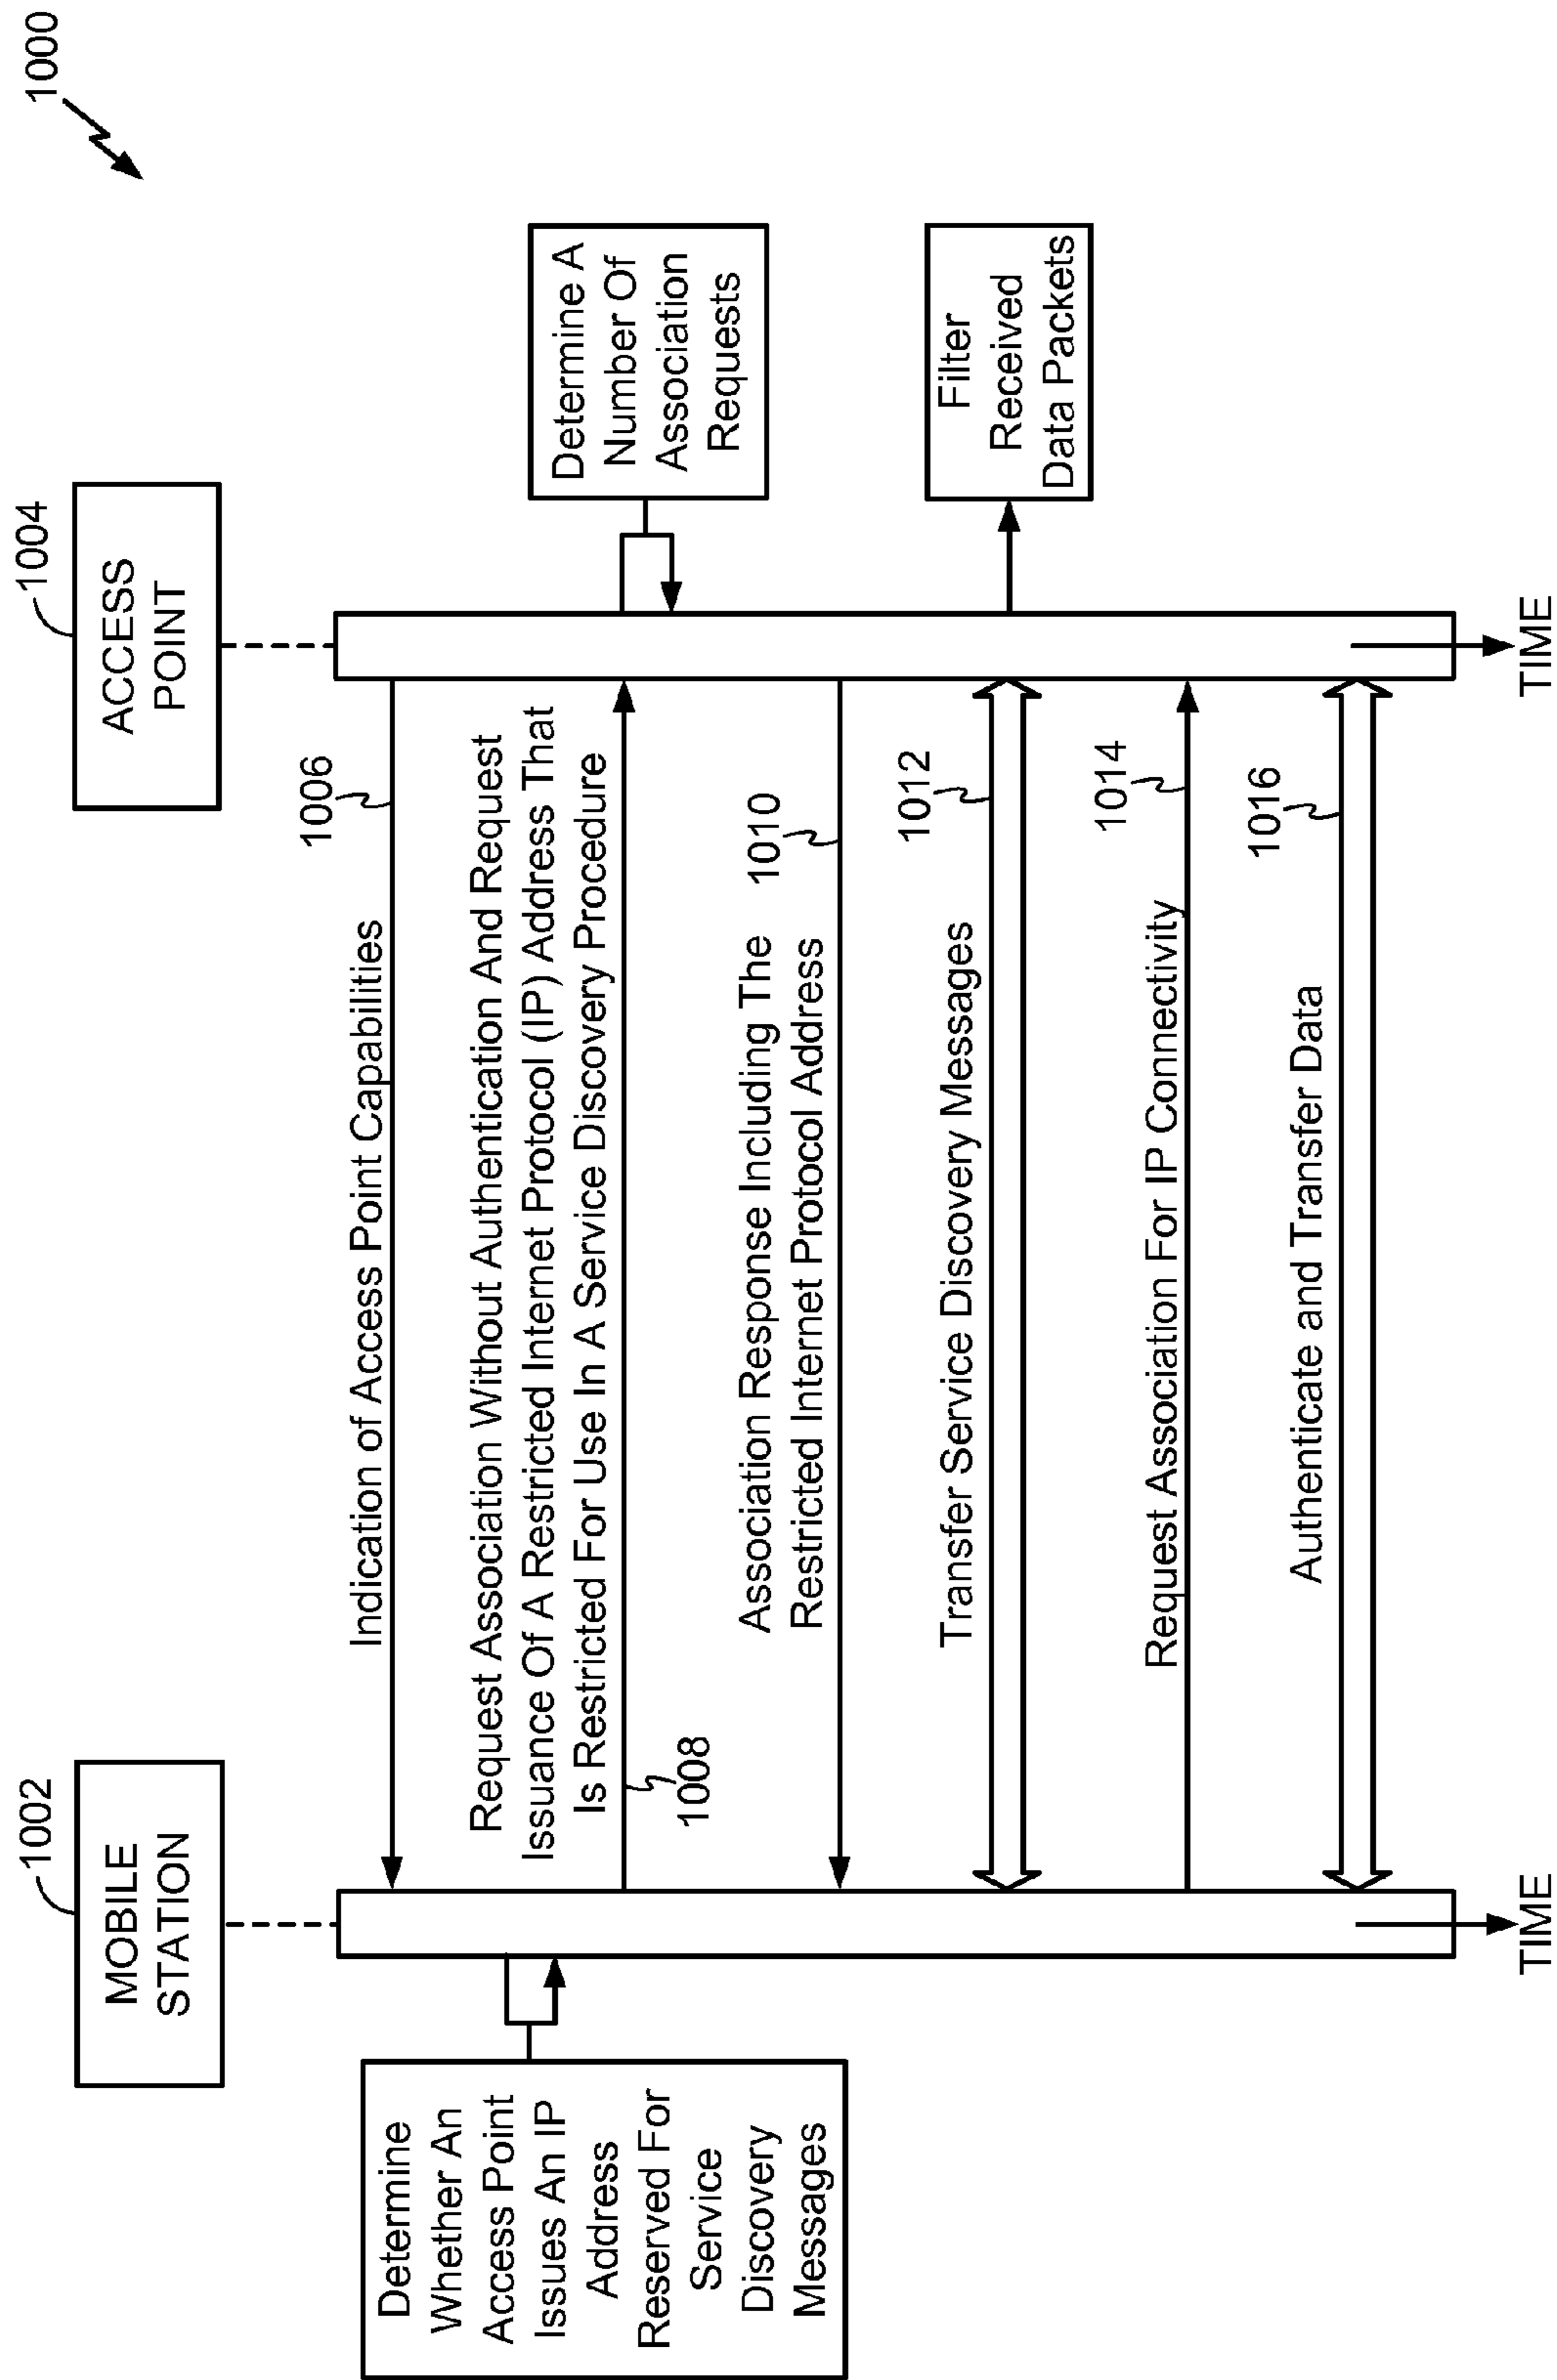 1000
1002
MOBILE
STATION
1004
ACCESS
POINT
Indication of Access Point Capabilities
1006
Determine
Whether An
Access Point
Issues An IP
Address
Reserved For
Service
Discovery
Messages
Request Association Without Authentication And Request
Issuance Of A Restricted Internet Protocol (IP) Address That
Is Restricted For Use In A Service Discovery Procedure
1008
Determine A
Number Of
Association
Requests
Association Response Including The
Restricted Internet Protocol Address
1010
Transfer Service Discovery Messages
1012
Filter
Received
Data Packets
Request Association For IP Connectivity
1014
Authenticate and Transfer Data
1016
TIME
TIME